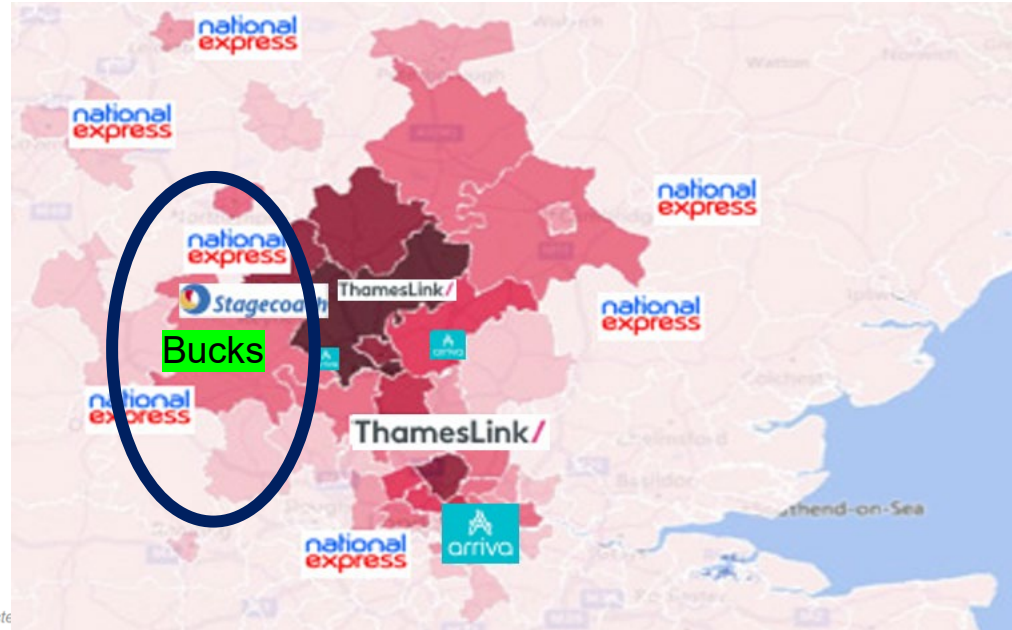 national
express
national
express
national
express
national
express
Stagecoach
ThamesLink/
Bucks
arriva
national
express
national
express
ThamesLink/
arriva
national
express
thend-on-Sea